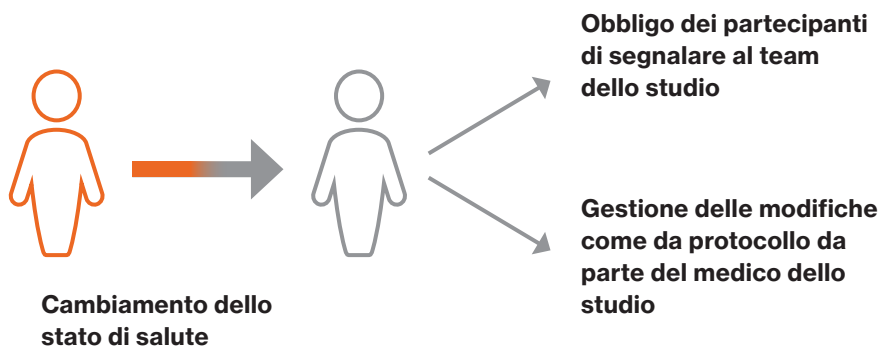 Obbligo dei partecipanti
di segnalare al team
dello studio
Gestione delle modifiche
come da protocollo da
parte del medico dello
studio
Cambiamento dello
stato di salute